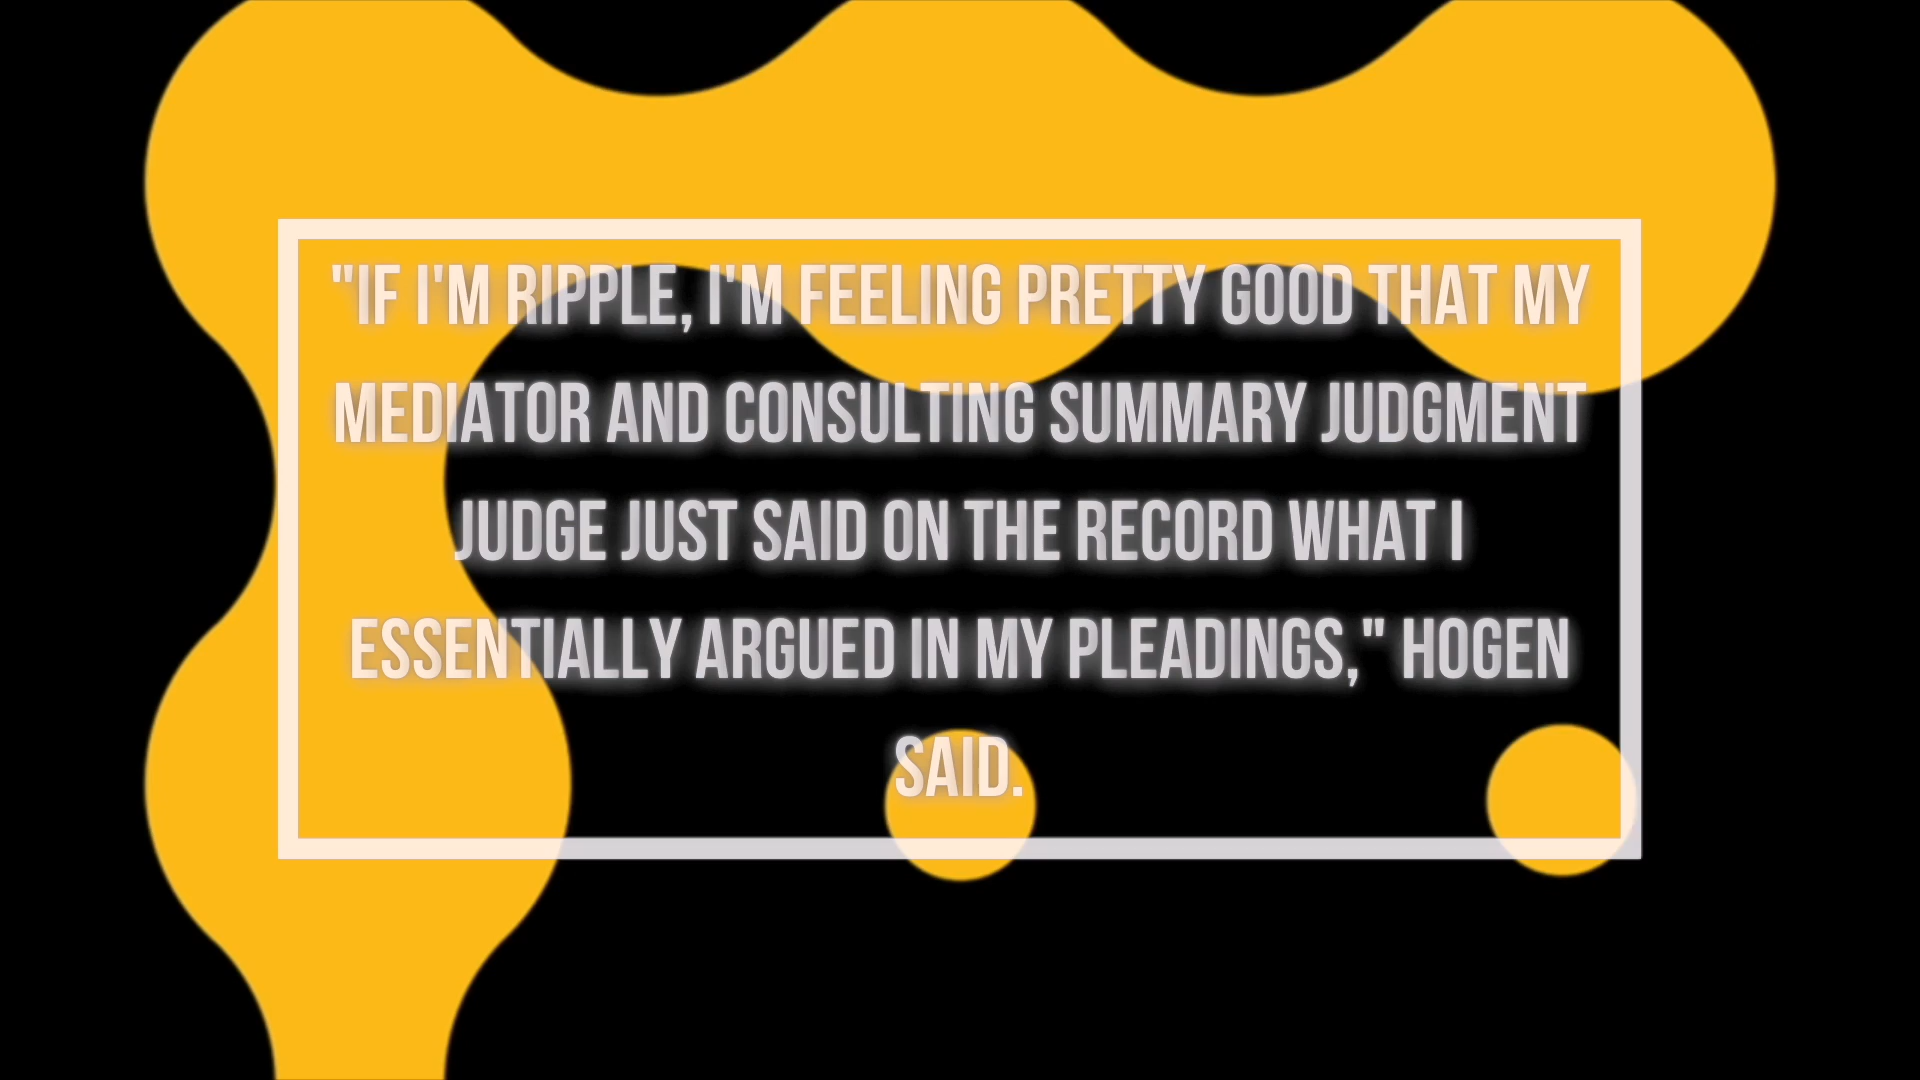 "IF I'M RIPPLE, I'M FEELING PRETTY GOOD THAT MY
MEDIATOR AND CONSULTING SUMMARY JUDGMENT
JUDGE JUST SAID ON THE RECORD WHAT I
ESSENTIALLY ARGUED IN MY PLEADINGS," HOGEN
SAID.